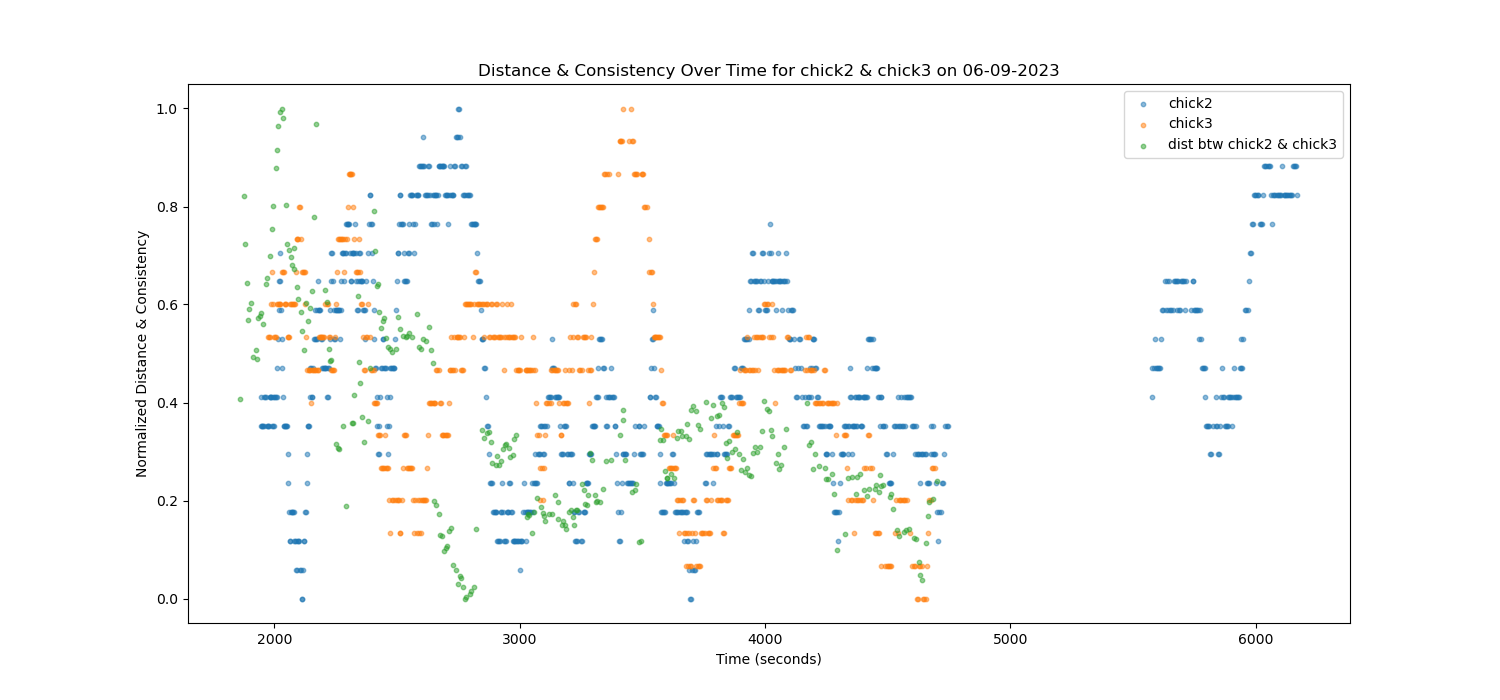 Distance & Consistency Over Time for chick2 & chick3 on 06-09-2023
chick2
chick3
dist btw chick2 & chick3
Normalized Distance & Consistency
1.0
0.8
0.6
0.4
0.2
0.0
2000 3000 4000 5000 6000
Time (seconds)